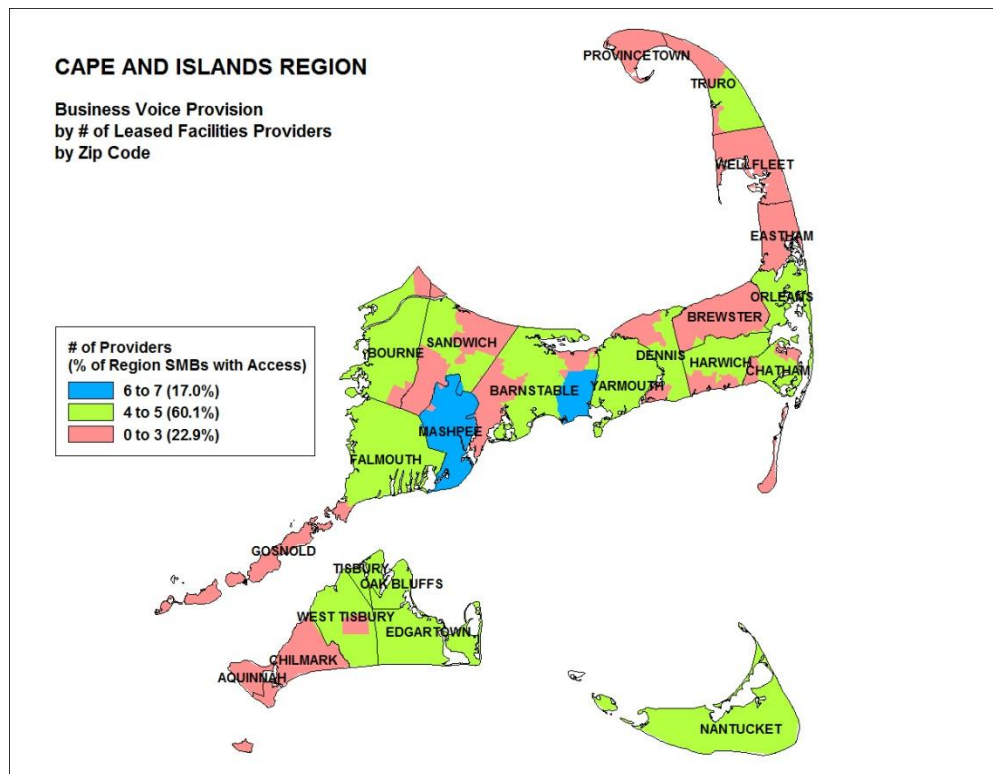 CAPE AND ISLANDS REGION
Business Voice Provision
by # of Leased Facilities Providers
by Zip Code
PROVINCETOWN
TRURO
WELLFLEET
EASTHAM
ORLEANS
BREWSTER
SANDWICH
BOURNE
DENNIS
HARWICH
CHATHAM
BARNSTABLE
YARMOUTH
MASHPEE
FALMOUTH
# of Providers
(% of Region SMBs with Access)
6 to 7 (17.0%)
4 to 5 (60.1%)
0 to 3 (22.9%)
GOSNOLD
TISBURY
OAK BLUFFS
WEST TISBURY
EDGARTOWN
CHILMARK
AQUINNAH
NANTUCKET